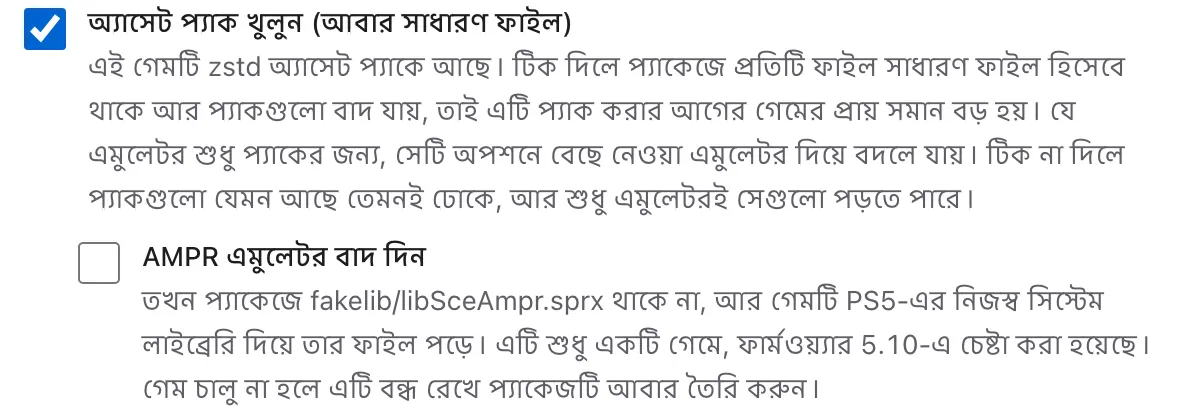 অ্যাসেট প্যাক খুলুন (আবার সাধারণ ফাইল)
এই গেমটি zstd অ্যাসেট প্যাকে আছে। টিক দিলে প্যাকেজে প্রতিটি ফাইল সাধারণ ফাইল হিসেবে
থাকে আর প্যাকগুলো বাদ যায়, তাই এটি প্যাক করার আগের গেমের প্রায় সমান বড় হয়। যে
এমুলেটর শুধু প্যাকের জন্য, সেটি অপশনে বেছে নেওয়া এমুলেটর দিয়ে বদলে যায়। টিক না দিলে
প্যাকগুলো যেমন আছে তেমনই ঢোকে, আর শুধু এমুলেটরই সেগুলো পড়তে পারে।
AMPR এমুলেটর বাদ দিন
তখন প্যাকেজে fakelib/libSceAmpr.sprx থাকে না, আর গেমটি PS5-এর নিজস্ব সিস্টেম
লাইব্রেরি দিয়ে তার ফাইল পড়ে। এটি শুধু একটি গেমে, ফার্মওয়্যার 5.10-এ চেষ্টা করা হয়েছে।
গেম চালু না হলে এটি বন্ধ রেখে প্যাকেজটি আবার তৈরি করুন।